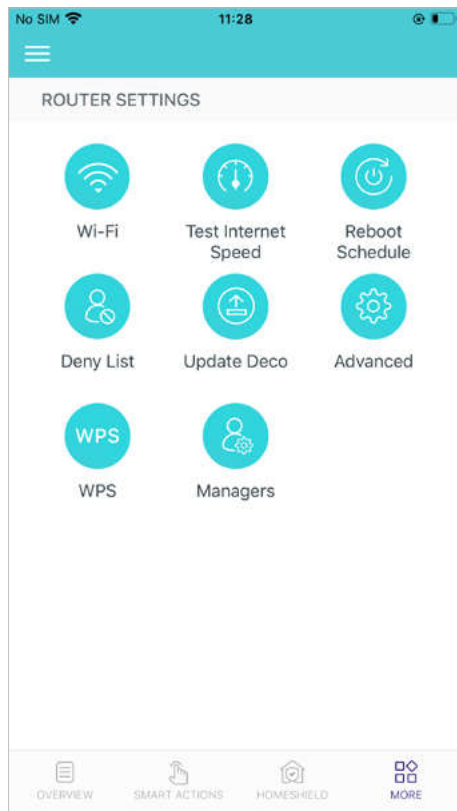 No SIM 11:28
ROUTER SETTINGS
Wi-Fi
Test Internet
Speed
Reboot
Schedule
Deny List
Update Deco
Advanced
WPS
WPS
Managers
OVERVIEW
SMART ACTIONS
HOMESHIELD
MORE